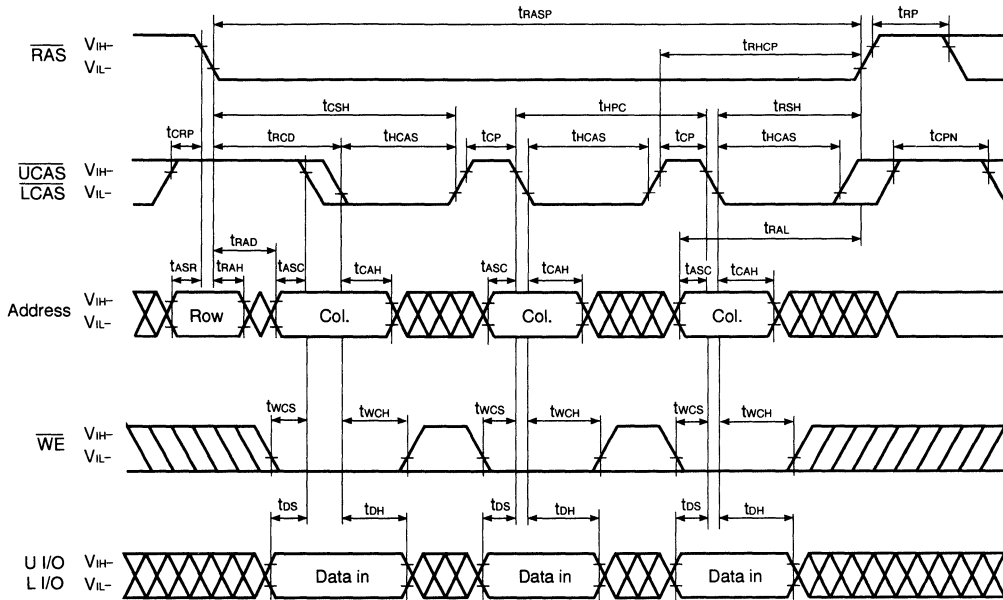 tRASP tRP
RAS VIH– VIL–
tRHCP
tCSH tHPC tRSH
tCRP tRCD tHCAS tCP tHCAS tCP tHCAS tCPN
UCAS VIH–
LCAS VIL–
tRAD tRAL
tASR tRAH tASC tCAH tASC tCAH tASC tCAH
Address VIH– VIL– Row Col. Col. Col.
tWCS tWCH tWCS tWCH tWCS tWCH
WE VIH– VIL–
tDS tDH tDS tDH tDS tDH
U I/O VIH–
L I/O VIL–
Data in Data in Data in